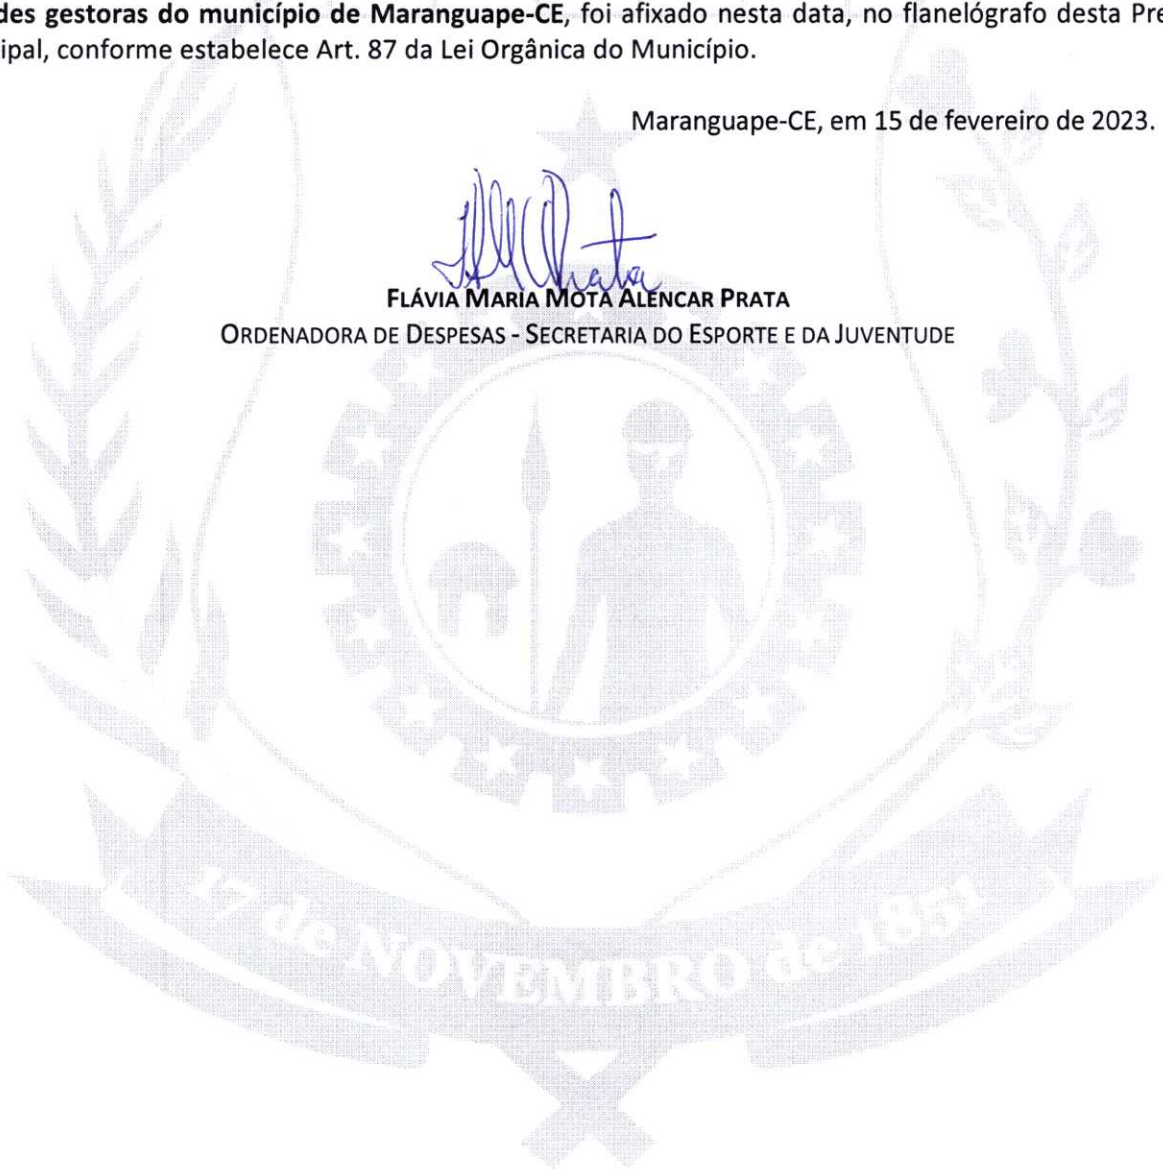 des gestoras do município de Maranguape-CE, foi afixado nesta data, no flanelógrafo desta Pre
ipal, conforme estabelece Art. 87 da Lei Orgânica do Município.
Maranguape-CE, em 15 de fevereiro de 2023.
FLÁVIA MARIA MOTA ALENCAR PRATA
ORDENADORA DE DESPESAS - SECRETARIA DO ESPORTE E DA JUVENTUDE
17 de NOVEMBRO de 1851